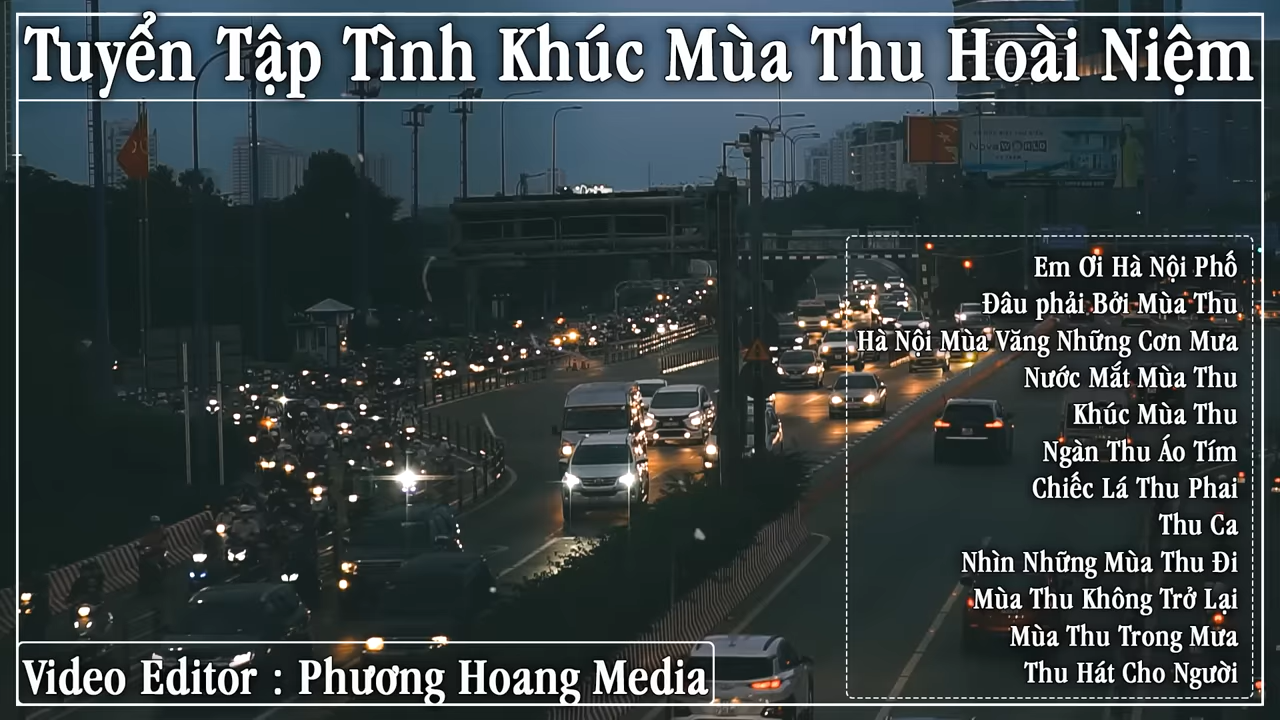 Tuyển Tập Tình Khúc Mùa Thu Hoài Niệm
Nova WORLD
Em Ơi Hà Nội Phố
Đâu phải Bởi Mùa Thu
Hà Nội Mùa Văng Những Cơn Mưa
Nước Mắt Mùa Thu
Khúc Mùa Thu
Ngàn Thu Áo Tím
Chiếc Lá Thu Phai
Thu Ca
Nhìn Những Mùa Thu Đi
Mùa Thu Không Trở Lại
Mùa Thu Trong Mưa
Thu Hát Cho Người
Video Editor : Phương Hoang Media